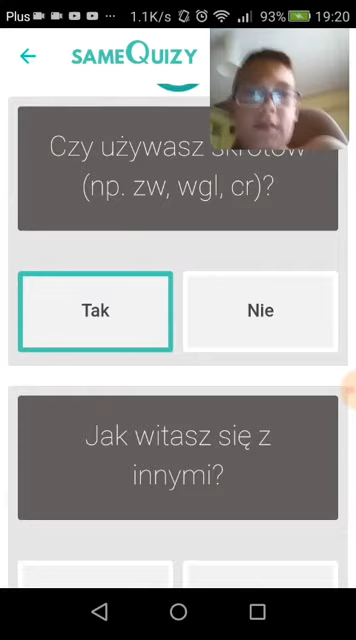 Plus ... 1.1K/s 93% 19:20
SAMEQUIZY
Czy używasz skrótów
(np. zw, wgl, cr)?
Tak
Nie
Jak witasz się z
innymi?